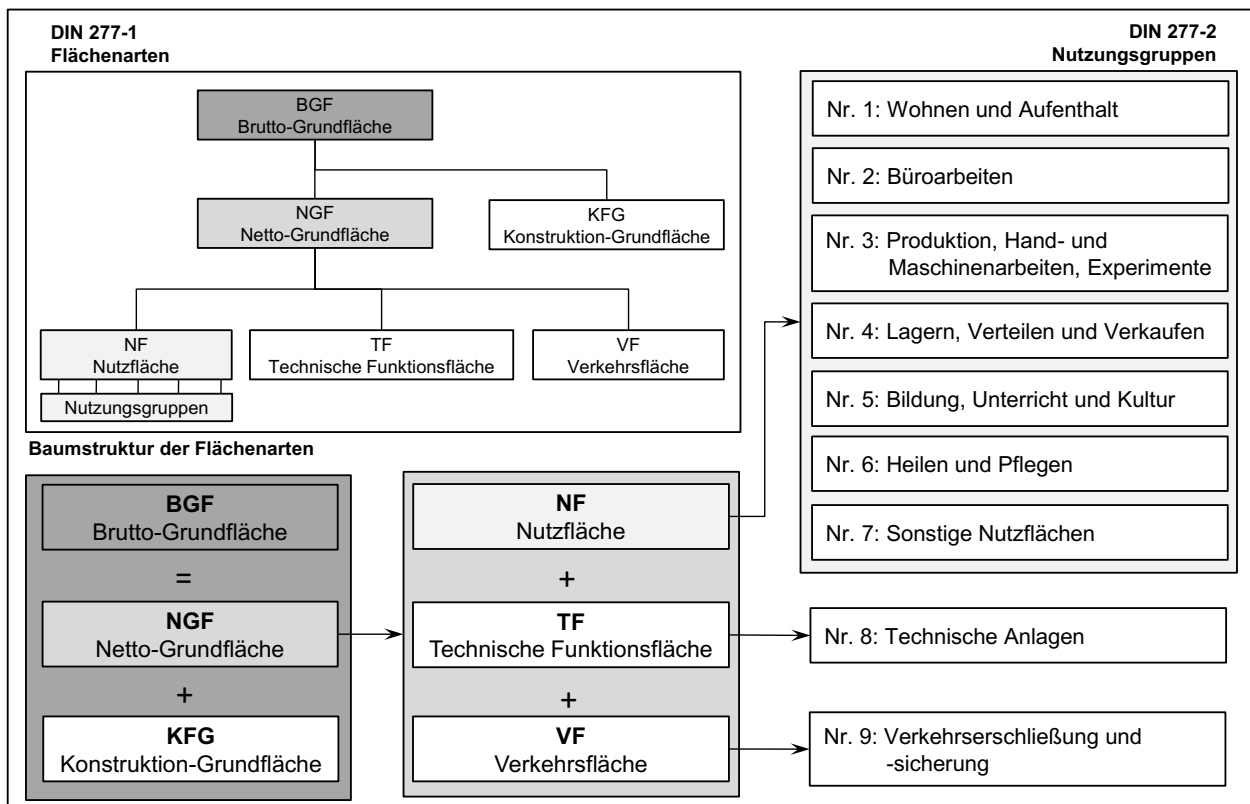 DIN 277-1
Flächenarten
DIN 277-2
Nutzungsgruppen
BGF
Brutto-Grundfläche
NGF
Netto-Grundfläche
KFG
Konstruktion-Grundfläche
NF
Nutzfläche
TF
Technische Funktionsfläche
VF
Verkehrsfläche
Nutzungsgruppen
Baumstruktur der Flächenarten
BGF
Brutto-Grundfläche
=
NGF
Netto-Grundfläche
+
KFG
Konstruktion-Grundfläche
NF
Nutzfläche
+
TF
Technische Funktionsfläche
+
VF
Verkehrsfläche
Nr. 1: Wohnen und Aufenthalt
Nr. 2: Büroarbeiten
Nr. 3: Produktion, Hand- und
Maschinenarbeiten, Experimente
Nr. 4: Lagern, Verteilen und Verkaufen
Nr. 5: Bildung, Unterricht und Kultur
Nr. 6: Heilen und Pflegen
Nr. 7: Sonstige Nutzflächen
Nr. 8: Technische Anlagen
Nr. 9: Verkehrserschließung und
-sicherung